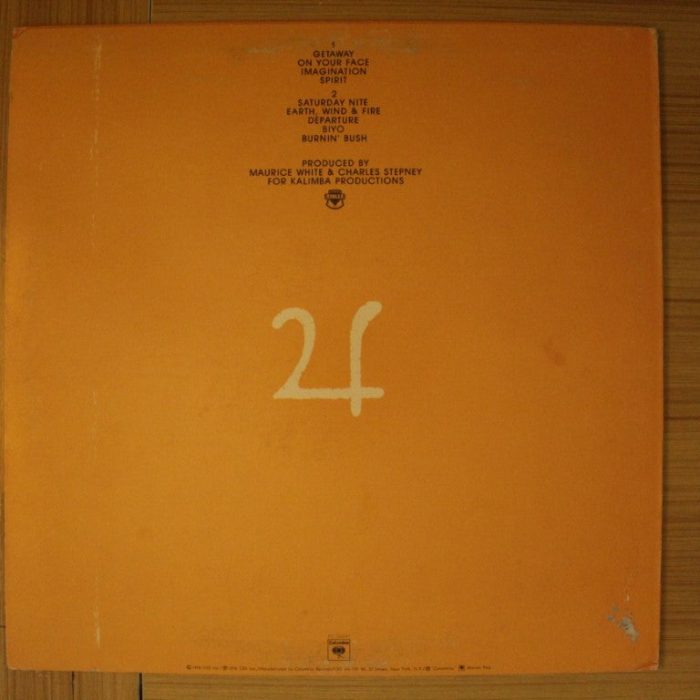 1
GETAWAY
ON YOUR FACE
IMAGINATION
SPIRIT
2
SATURDAY NITE
EARTH, WIND & FIRE
DEPARTURE
BIYO
BURNIN' BUSH
PRODUCED BY
MAURICE WHITE & CHARLES STEPNEY
FOR KALIMBA PRODUCTIONS
Columbia